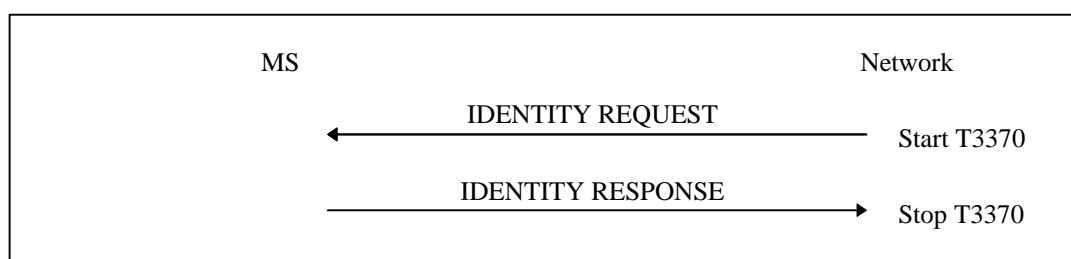 MS Network
IDENTITY REQUEST
Start T3370
IDENTITY RESPONSE
Stop T3370